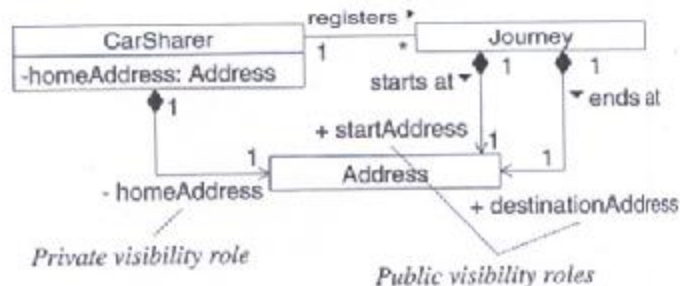 registers
CarSharer
Journey
1
*
-homeAddress: Address
1
1
starts at
ends at
1
+ startAddress
1
1
1
Address
- homeAddress
+ destinationAddress
Private visibility role
Public visibility roles